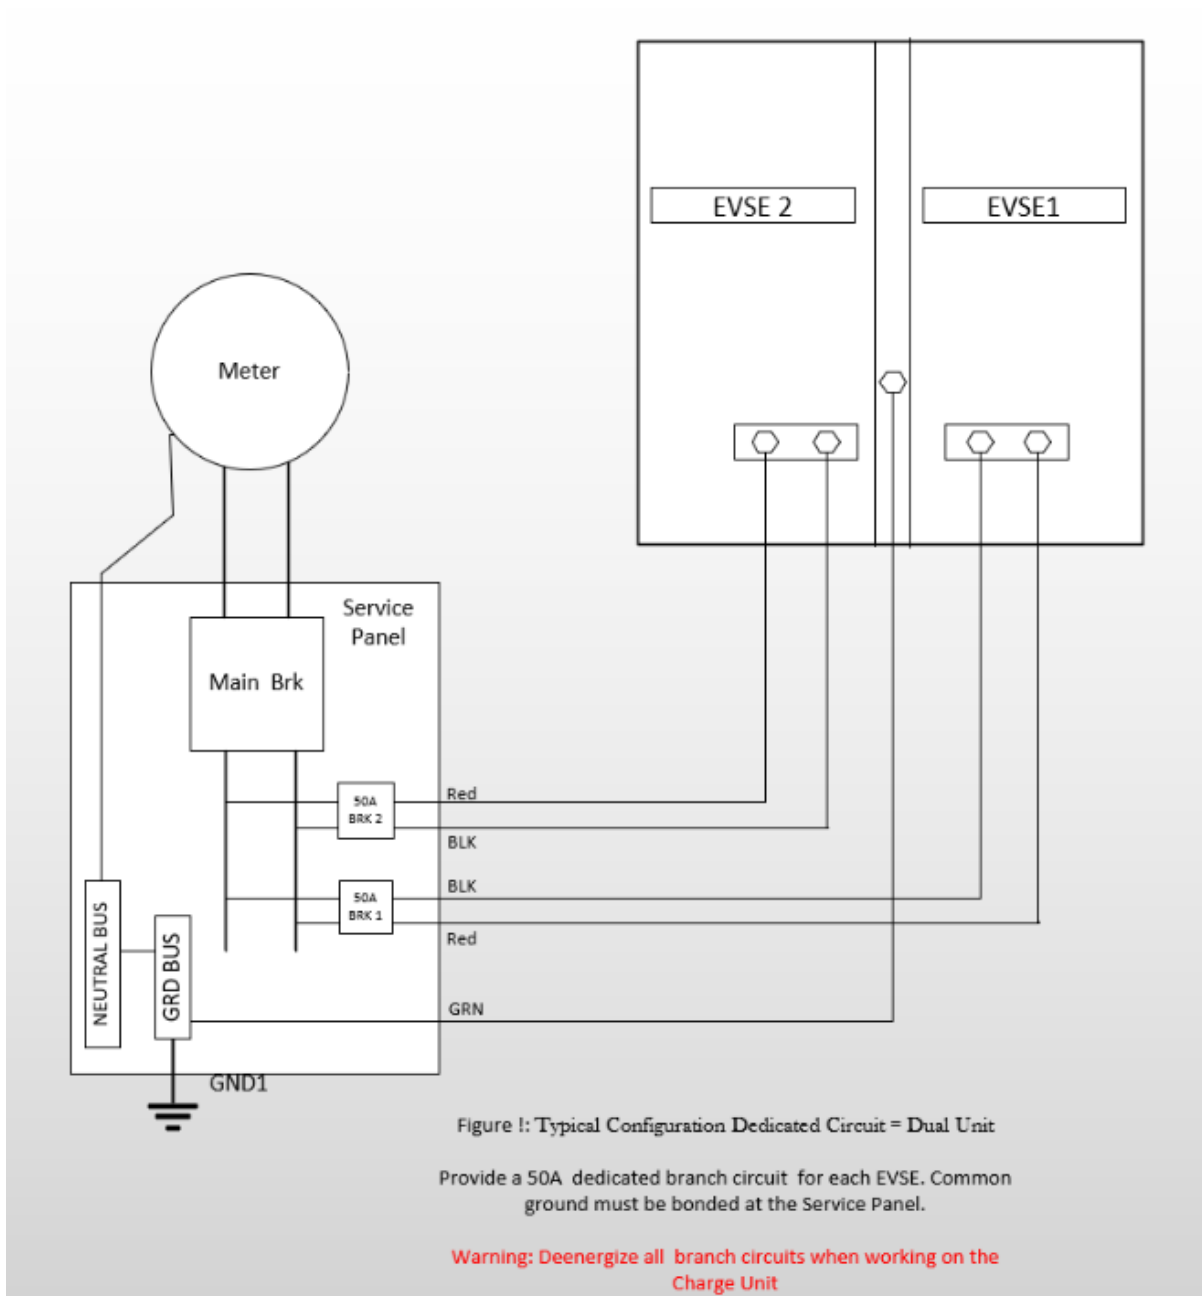 EVSE 2
EVSE1
Meter
Service
Panel
Main Brk
50A
BRK 2
Red
BLK
50A
BRK 1
BLK
Red
NEUTRAL BUS
GRD BUS
GRN
GND1
Figure !: Typical Configuration Dedicated Circuit = Dual Unit
Provide a 50A dedicated branch circuit for each EVSE. Common
ground must be bonded at the Service Panel.
Warning: Deenergize all branch circuits when working on the
Charge Unit